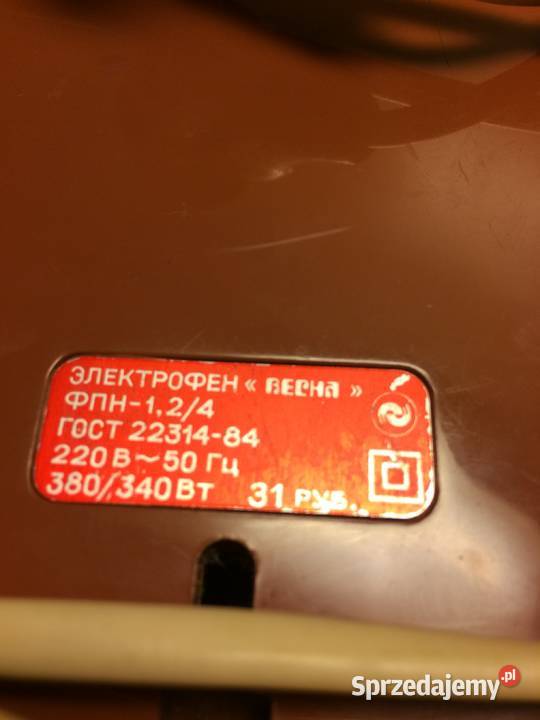 ЭЛЕКТРОФЕН « ВЕСНА »
ФПН-1,2/4
ГОСТ 22314-84
220 В ~ 50 Гц
380/340 Вт 31 РУБ.
Sprzedajemy.pl